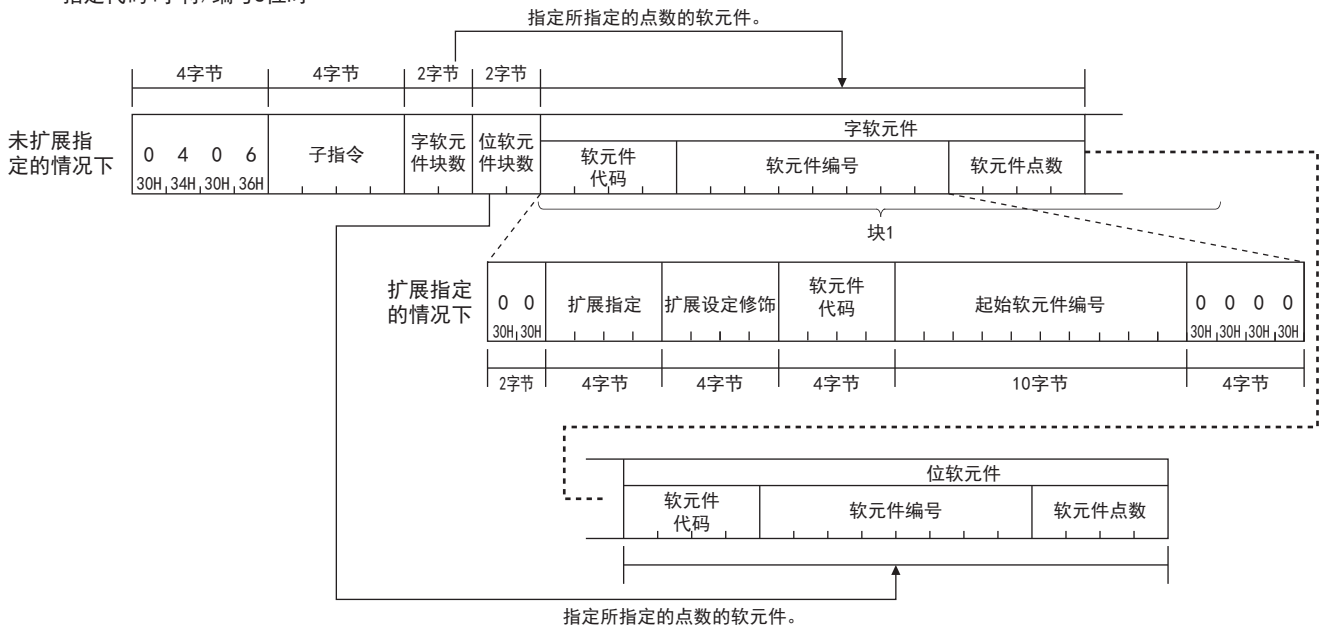 指定所指定的点数的软元件。
4字节 4字节 2字节 2字节
未扩展指
定的情况下
0 4 0 6
30H 34H 30H 36H
子指令
字软元
件块数
位软元
件块数
字软元件
软元件
代码
软元件编号
软元件点数
块1
扩展指定
的情况下
0 0
30H 30H
扩展指定
扩展设定修饰
软元件
代码
起始软元件编号
0 0 0 0
30H 30H 30H 30H
2字节 4字节 4字节 4字节 10字节 4字节
位软元件
软元件
代码
软元件编号
软元件点数
指定所指定的点数的软元件。